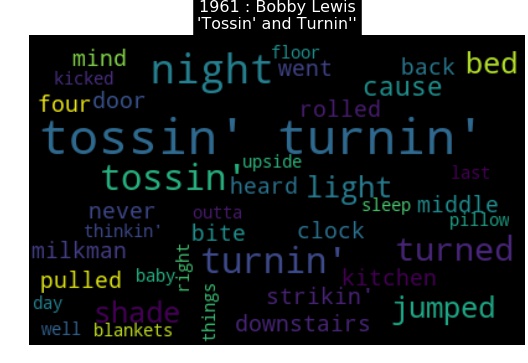 1961 : Bobby Lewis
'Tossin' and Turnin''
mind night floor went back bed
kicked cause
four door rolled
tossin' turnin'
tossin' upside last
heard light
never outta sleep middle
thinkin' bite clock pillow
milkman right turnin' turned
pulled baby kitchen
day shade things strikin' jumped
well blankets downstairs